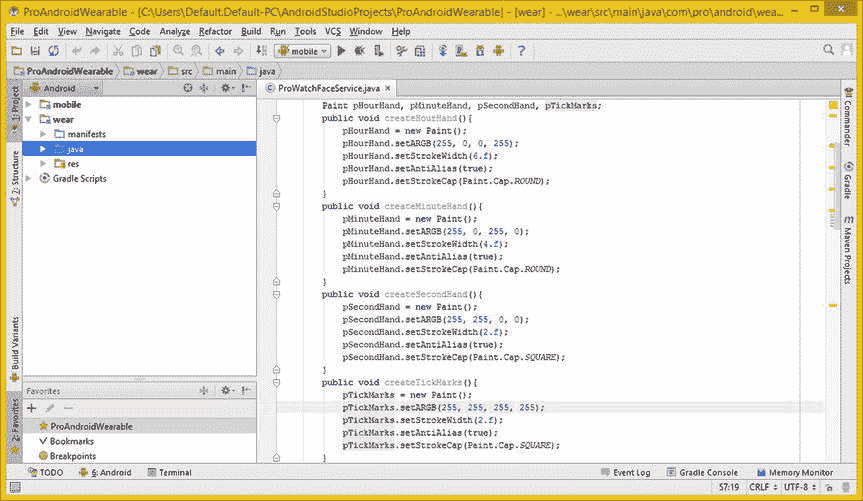 ProAndroidWearable - [C:\Users\Default.Default-PC\AndroidStudioProjects\ProAndroidWearable] - [wear] - ...\wear\src\main\java\com\pro\android\wea...
File Edit View Navigate Code Analyze Refactor Build Run Tools VCS Window Help
mobile
ProAndroidWearable wear src main java
1: Project
Android
ProWatchFaceService.java
mobile
wear
manifests
java
res
Gradle Scripts
7: Structure
Build Variants
2: Favorites
Paint pHourHand, pMinuteHand, pSecondHand, pTickMarks;
public void createHourHand(){
pHourHand = new Paint();
pHourHand.setARGB(255, 0, 0, 255);
pHourHand.setStrokeWidth(6.f);
pHourHand.setAntiAlias(true);
pHourHand.setStrokeCap(Paint.Cap.ROUND);
}
public void createMinuteHand(){
pMinuteHand = new Paint();
pMinuteHand.setARGB(255, 0, 255, 0);
pMinuteHand.setStrokeWidth(4.f);
pMinuteHand.setAntiAlias(true);
pMinuteHand.setStrokeCap(Paint.Cap.ROUND);
}
public void createSecondHand(){
pSecondHand = new Paint();
pSecondHand.setARGB(255, 255, 0, 0);
pSecondHand.setStrokeWidth(2.f);
pSecondHand.setAntiAlias(true);
pSecondHand.setStrokeCap(Paint.Cap.SQUARE);
}
public void createTickMarks(){
pTickMarks = new Paint();
pTickMarks.setARGB(255, 255, 255, 255);
pTickMarks.setStrokeWidth(2.f);
pTickMarks.setAntiAlias(true);
pTickMarks.setStrokeCap(Paint.Cap.SQUARE);
}
Commander
Gradle
Maven Projects
Favorites
ProAndroidWearable
Bookmarks
Breakpoints
TODO 6: Android Terminal Event Log Gradle Console Memory Monitor
57:19 CRLF UTF-8